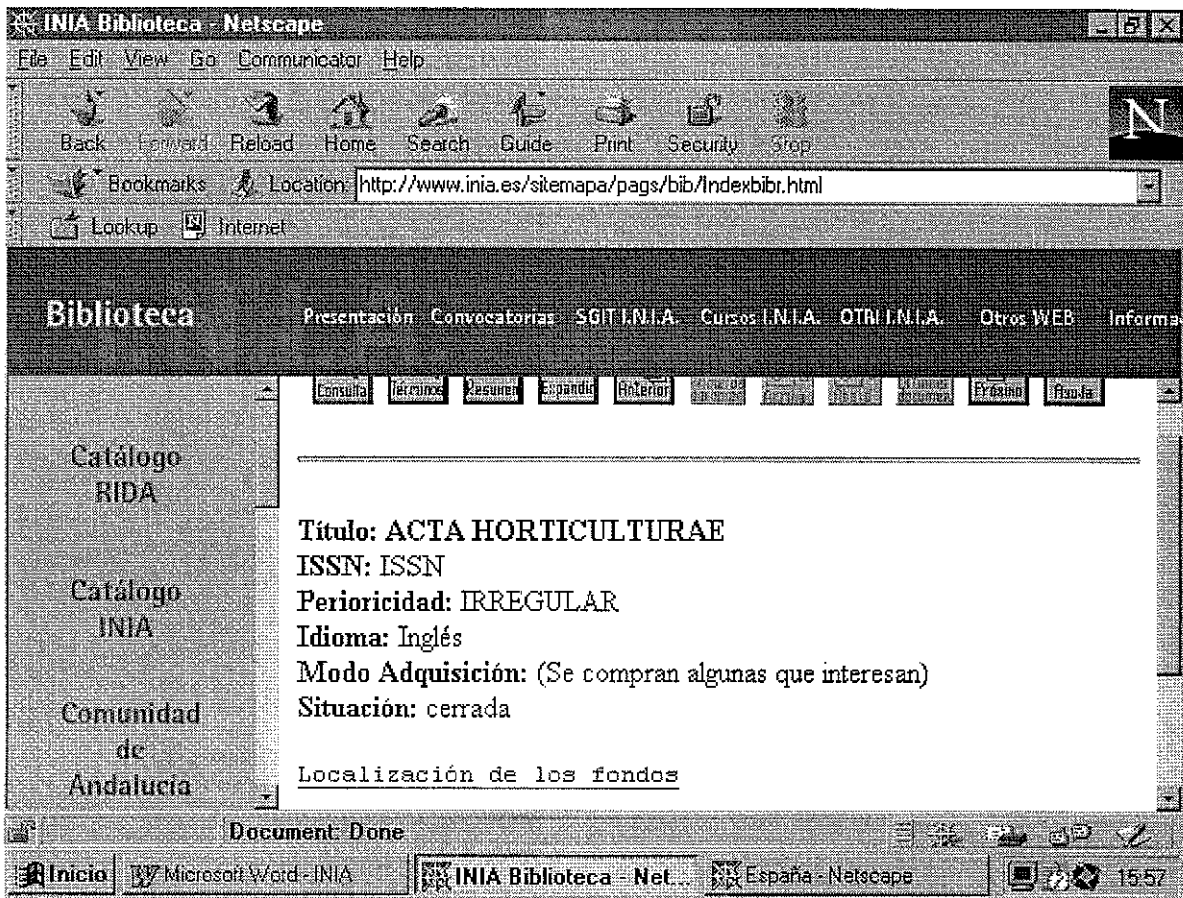 INIA Biblioteca - Netscape
File Edit View Go Communicator Help
Back Forward Reload Home Search Guide Print Security Stop
Bookmarks Location: http://www.inia.es/sitemapa/pags/bib/Indexbibr.html
Lookup Internet
Biblioteca Presentación Convocatorias SGIT I.N.I.A. Cursos I.N.I.A. OTRI I.N.I.A. Otros WEB Informa
Consulta Términos Resumen Expandir Anterior Próximo Ayuda
Catálogo
RIDA
Título: ACTA HORTICULTURAE
ISSN: ISSN
Perioricidad: IRREGULAR
Idioma: Inglés
Modo Adquisición: (Se compran algunas que interesan)
Situación: cerrada
Catálogo
INIA
Comunidad
de
Andalucía
Localización de los fondos
Document: Done
Inicio Microsoft Word - INIA INIA Biblioteca - Net... España - Netscape 15:57